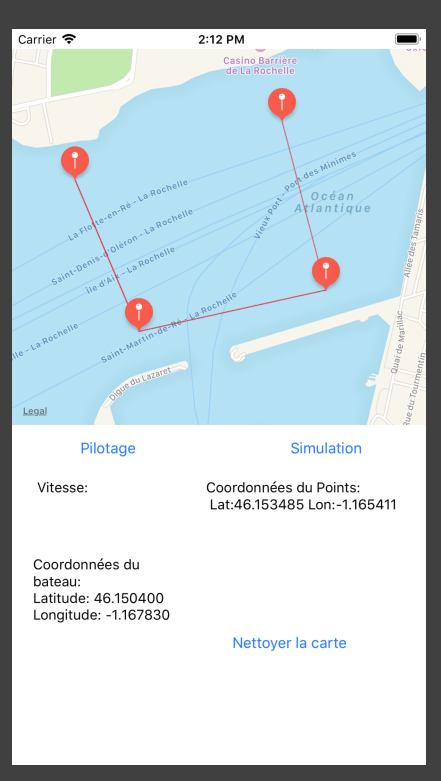 Carrier
2:12 PM
Casino Barrière
de La Rochelle
La Flotte-en-Ré - La Rochelle
Vieux Port - Port des Minimes
Océan
Atlantique
Saint-Denis-d'Oléron - La Rochelle
Île d'Aix - La Rochelle
Allée des Tamaris
Saint-Martin-de-Ré - La Rochelle
lle - La Rochelle
Quai de Marillac
Rue du Tourmentin
Digue du Lazaret
Legal
Pilotage
Simulation
Vitesse:
Coordonnées du Points:
Lat:46.153485 Lon:-1.165411
Coordonnées du
bateau:
Latitude: 46.150400
Longitude: -1.167830
Nettoyer la carte